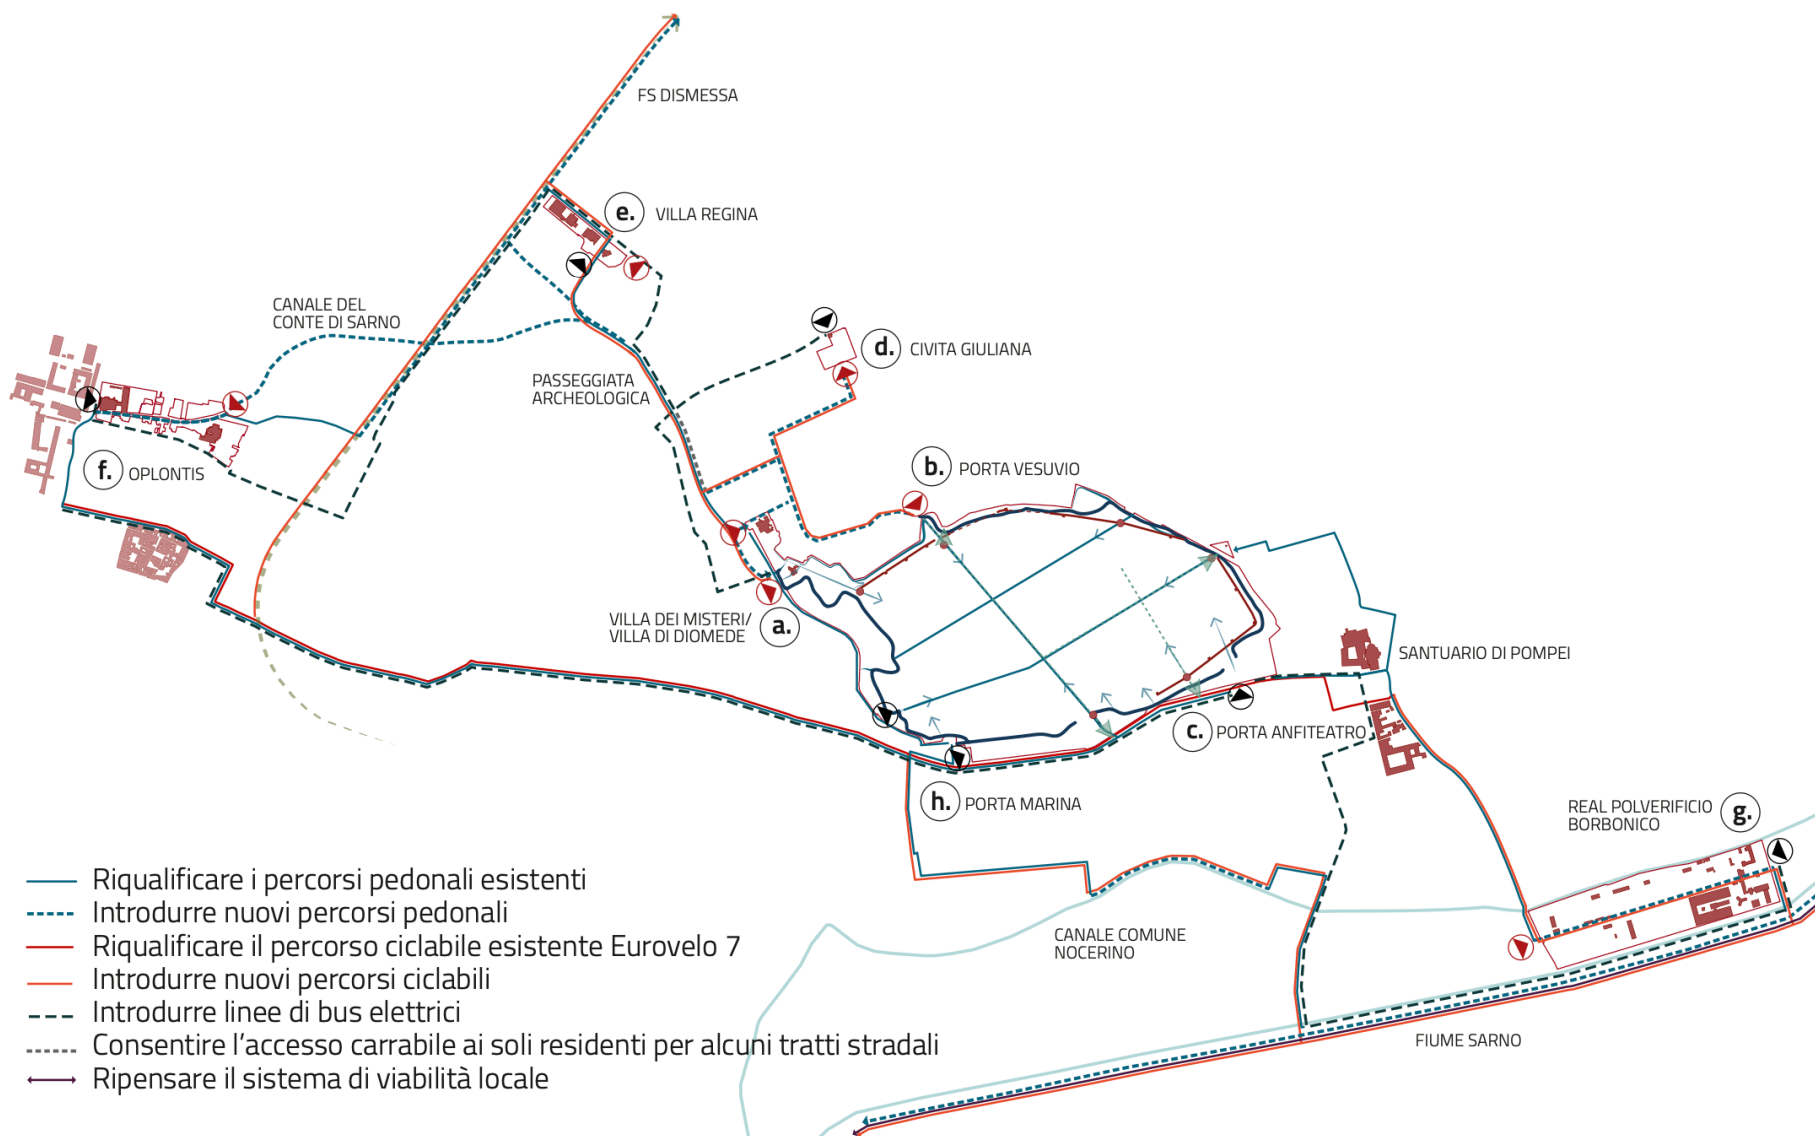 FS DISMESSA
e. VILLA REGINA
CANALE DEL
CONTE DI SARNO
d. CIVITA GIULIANA
PASSEGGIATA
ARCHEOLOGICA
b. PORTA VESUVIO
f. OPLONTIS
VILLA DEI MISTERI/
VILLA DI DIOMEDE
a.
SANTUARIO DI POMPEI
c. PORTA ANFITEATRO
h. PORTA MARINA
REAL POLVERIFICIO
BORBONICO
g.
CANALE COMUNE
NOCERINO
FIUME SARNO
Riqualificare i percorsi pedonali esistenti
Introdurre nuovi percorsi pedonali
Riqualificare il percorso ciclabile esistente Eurovelo 7
Introdurre nuovi percorsi ciclabili
Introdurre linee di bus elettrici
Consentire l'accesso carrabile ai soli residenti per alcuni tratti stradali
Ripensare il sistema di viabilità locale